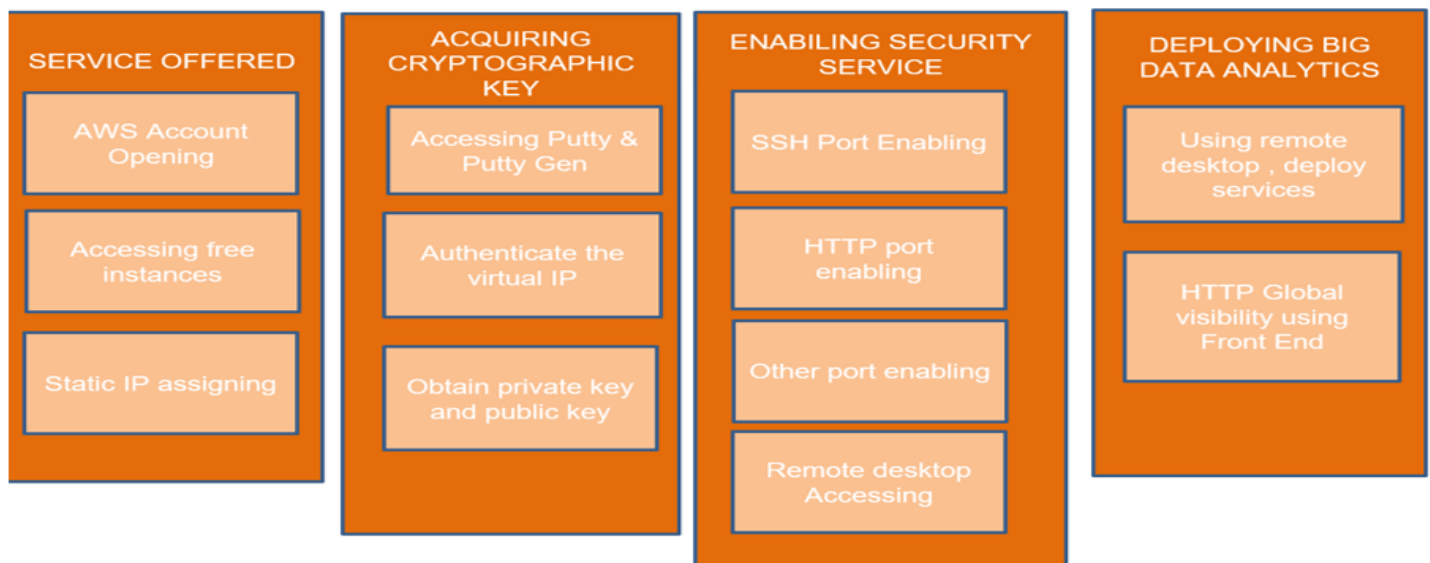 SERVICE OFFERED
AWS Account
Opening
Accessing free
instances
Static IP assigning
ACQUIRING
CRYPTOGRAPHIC
KEY
Accessing Putty &
Putty Gen
Authenticate the
virtual IP
Obtain private key
and public key
ENABILING SECURITY
SERVICE
SSH Port Enabling
HTTP port
enabling
Other port enabling
Remote desktop
Accessing
DEPLOYING BIG
DATA ANALYTICS
Using remote
desktop , deploy
services
HTTP Global
visibility using
Front End